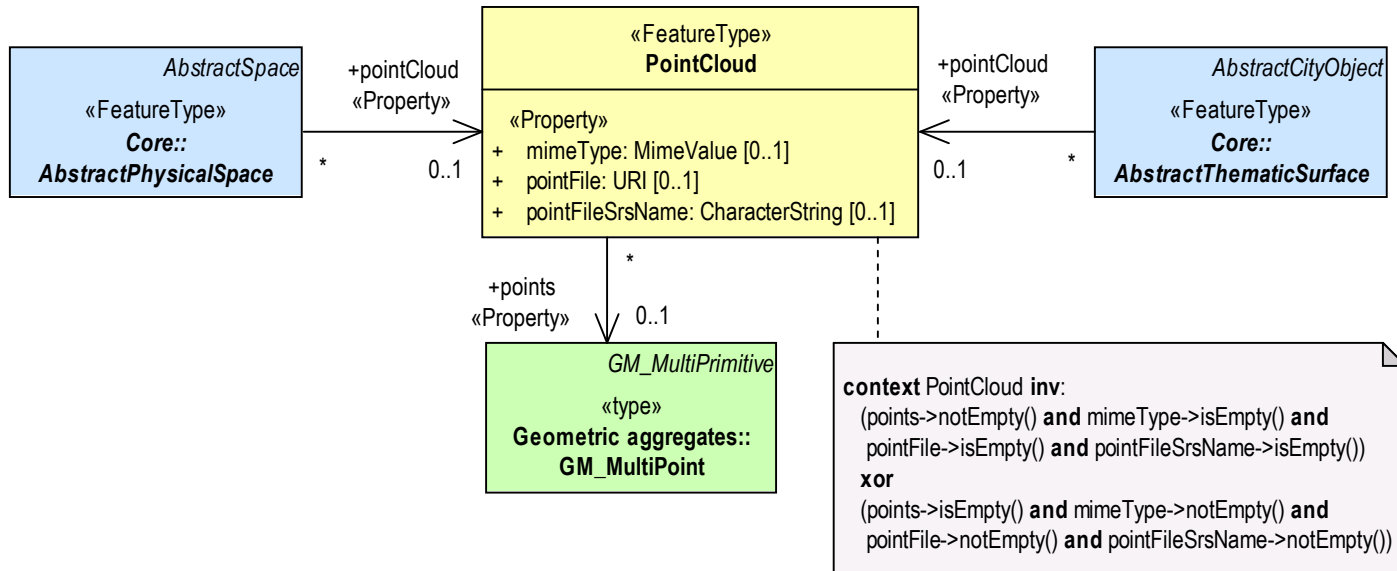 AbstractSpace
«FeatureType»
Core::
AbstractPhysicalSpace
+pointCloud
«Property»
*
0..1
«FeatureType»
PointCloud
«Property»
+ mimeType: MimeValue [0..1]
+ pointFile: URI [0..1]
+ pointFileSrsName: CharacterString [0..1]
+pointCloud
«Property»
0..1
*
AbstractCityObject
«FeatureType»
Core::
AbstractThematicSurface
*
+points
«Property»
0..1
GM_MultiPrimitive
«type»
Geometric aggregates::
GM_MultiPoint
context PointCloud inv:
(points->notEmpty() and mimeType->isEmpty() and
pointFile->isEmpty() and pointFileSrsName->isEmpty())
xor
(points->isEmpty() and mimeType->notEmpty() and
pointFile->notEmpty() and pointFileSrsName->notEmpty())